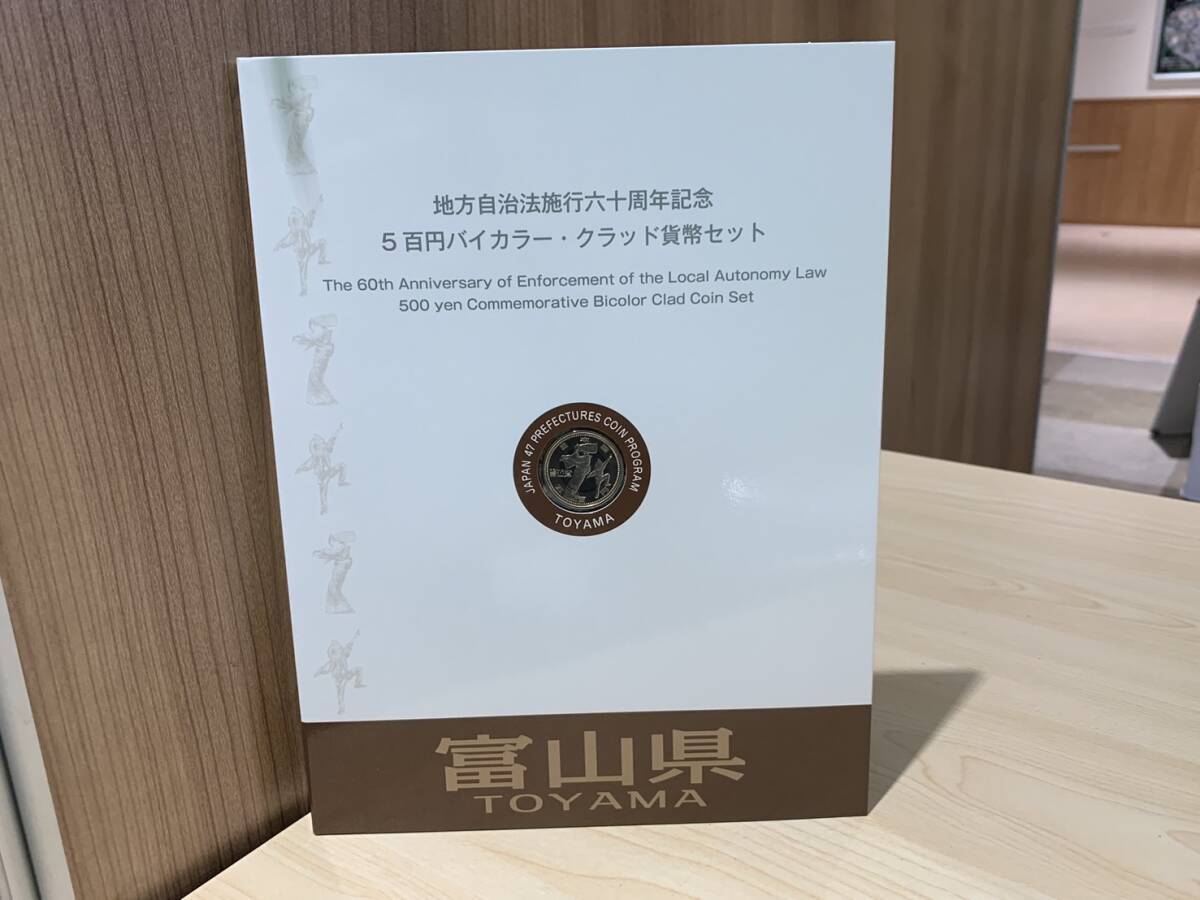 地方自治法施行六十周年記念
5百円バイカラー・クラッド貨幣セット
The 60th Anniversary of Enforcement of the Local Autonomy Law
500 yen Commemorative Bicolor Clad Coin Set
JAPAN 47 PREFECTURES COIN PROGRAM
TOYAMA
富山県
TOYAMA